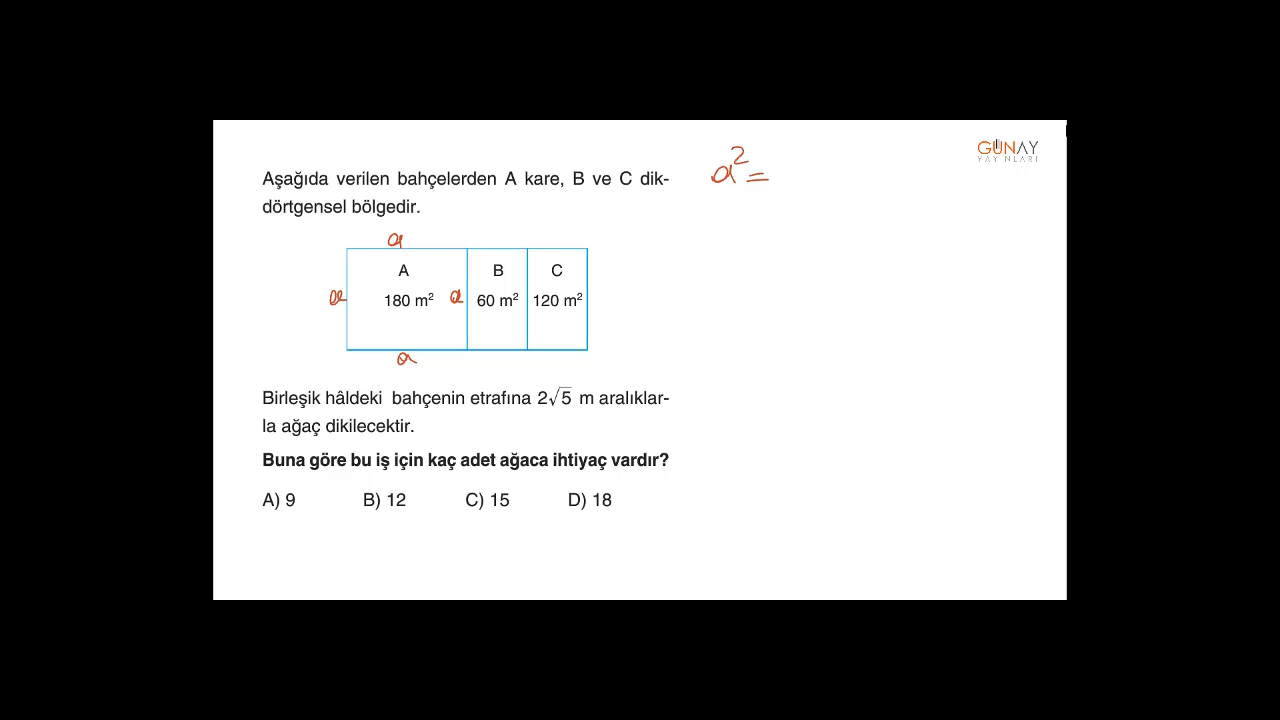 GÜNAY
YAYINLARI
a² =
Aşağıda verilen bahçelerden A kare, B ve C dik-
dörtgensel bölgedir.
a
A B C
a 180 m² a 60 m² 120 m²
a
Birleşik hâldeki bahçenin etrafına 2√5 m aralıklar-
la ağaç dikilecektir.
Buna göre bu iş için kaç adet ağaca ihtiyaç vardır?
A) 9 B) 12 C) 15 D) 18